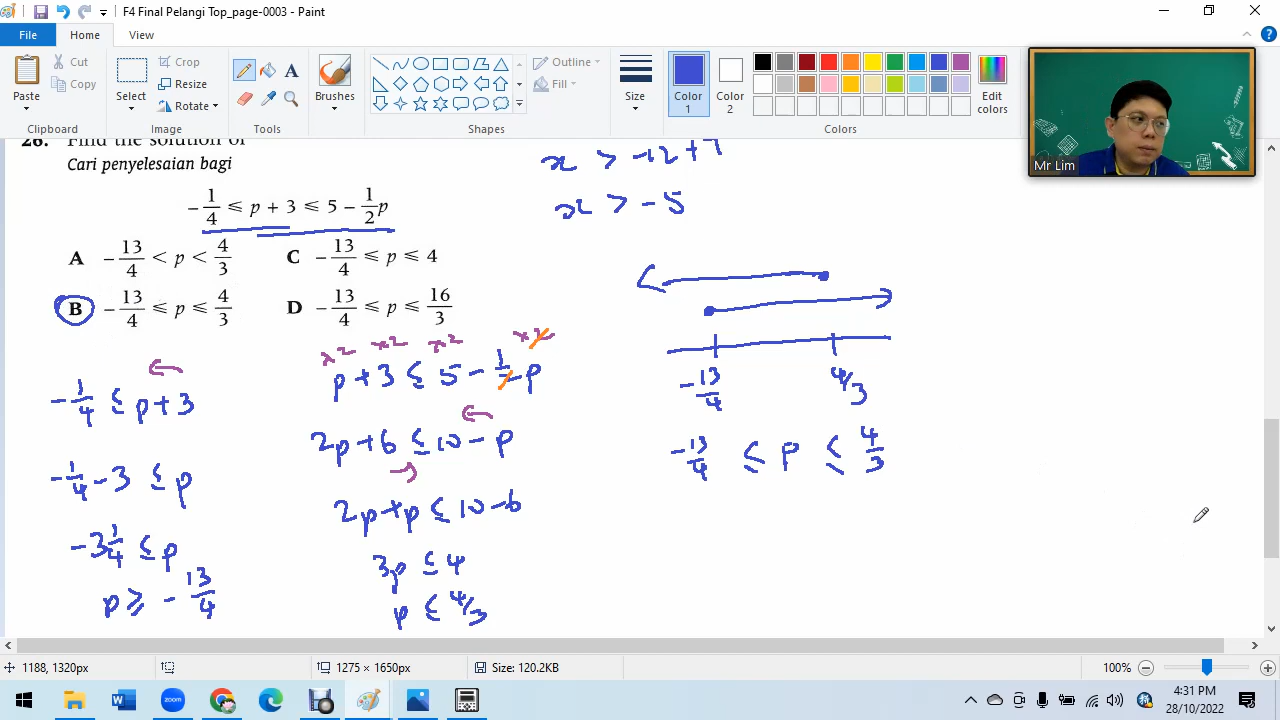 F4 Final Pelangi Top_page-0003 - Paint
File Home View
Paste Cut Copy Clipboard
Select Crop Resize Rotate Image
Tools
Brushes
Outline Fill Shapes
Size
Color 1 Color 2 Edit colors Colors
Mr Lim
26. Find the solution of
Cari penyelesaian bagi
-1/4 ≤ p + 3 ≤ 5 - 1/2p
A -13/4 < p < 4/3
C -13/4 ≤ p ≤ 4
B -13/4 ≤ p ≤ 4/3
D -13/4 ≤ p ≤ 16/3
x > -12+7
x > -5
-1/4 ≤ p+3
-1/4 -3 ≤ p
-3 1/4 ≤ p
p ≥ -13/4
×2 ×2 ×2 ×2
p+3 ≤ 5 - 1/2 p
2p+6 ≤ 10-p
2p+p ≤ 10-6
3p ≤ 4
p ≤ 4/3
-13/4 4/3
-13/4 ≤ p ≤ 4/3
1188, 1320px
1275 × 1650px
Size: 120.2KB
100%
4:31 PM
28/10/2022